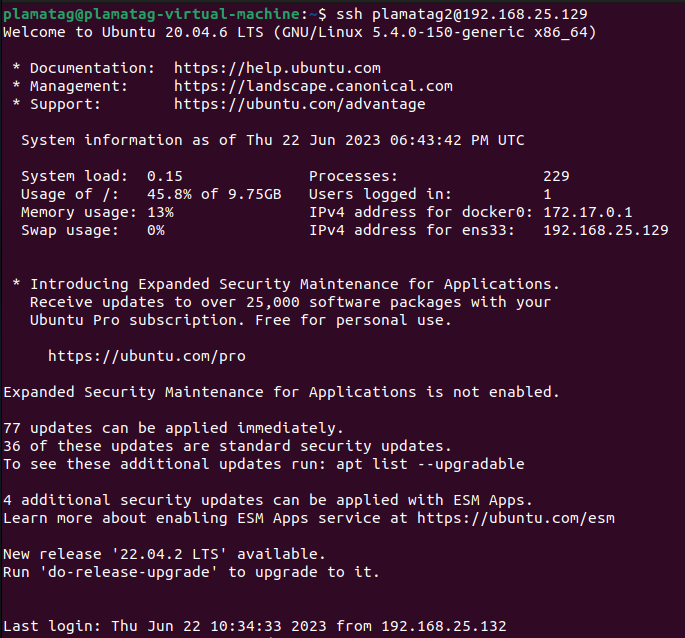 plamatag@plamatag-virtual-machine:~$ ssh plamatag2@192.168.25.129
Welcome to Ubuntu 20.04.6 LTS (GNU/Linux 5.4.0-150-generic x86_64)
* Documentation:  https://help.ubuntu.com
* Management:     https://landscape.canonical.com
* Support:        https://ubuntu.com/advantage
System information as of Thu 22 Jun 2023 06:43:42 PM UTC
System load:  0.15              Processes:                229
Usage of /:   45.8% of 9.75GB   Users logged in:          1
Memory usage: 13%               IPv4 address for docker0: 172.17.0.1
Swap usage:   0%                IPv4 address for ens33:   192.168.25.129
* Introducing Expanded Security Maintenance for Applications.
Receive updates to over 25,000 software packages with your
Ubuntu Pro subscription. Free for personal use.
https://ubuntu.com/pro
Expanded Security Maintenance for Applications is not enabled.
77 updates can be applied immediately.
36 of these updates are standard security updates.
To see these additional updates run: apt list --upgradable
4 additional security updates can be applied with ESM Apps.
Learn more about enabling ESM Apps service at https://ubuntu.com/esm
New release '22.04.2 LTS' available.
Run 'do-release-upgrade' to upgrade to it.
Last login: Thu Jun 22 10:34:33 2023 from 192.168.25.132